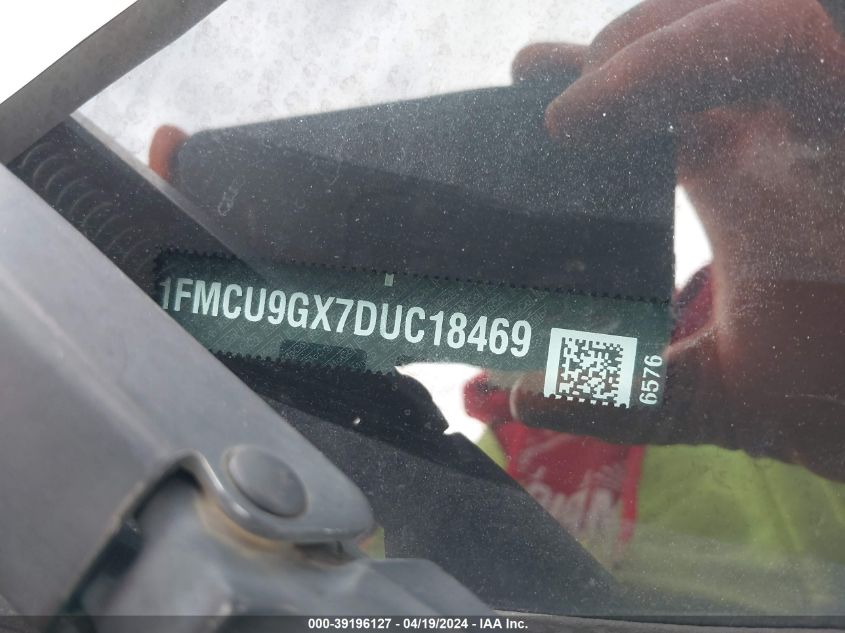 1FMCU9GX7DUC18469
6576
000-39196127 - 04/19/2024 - IAA Inc.